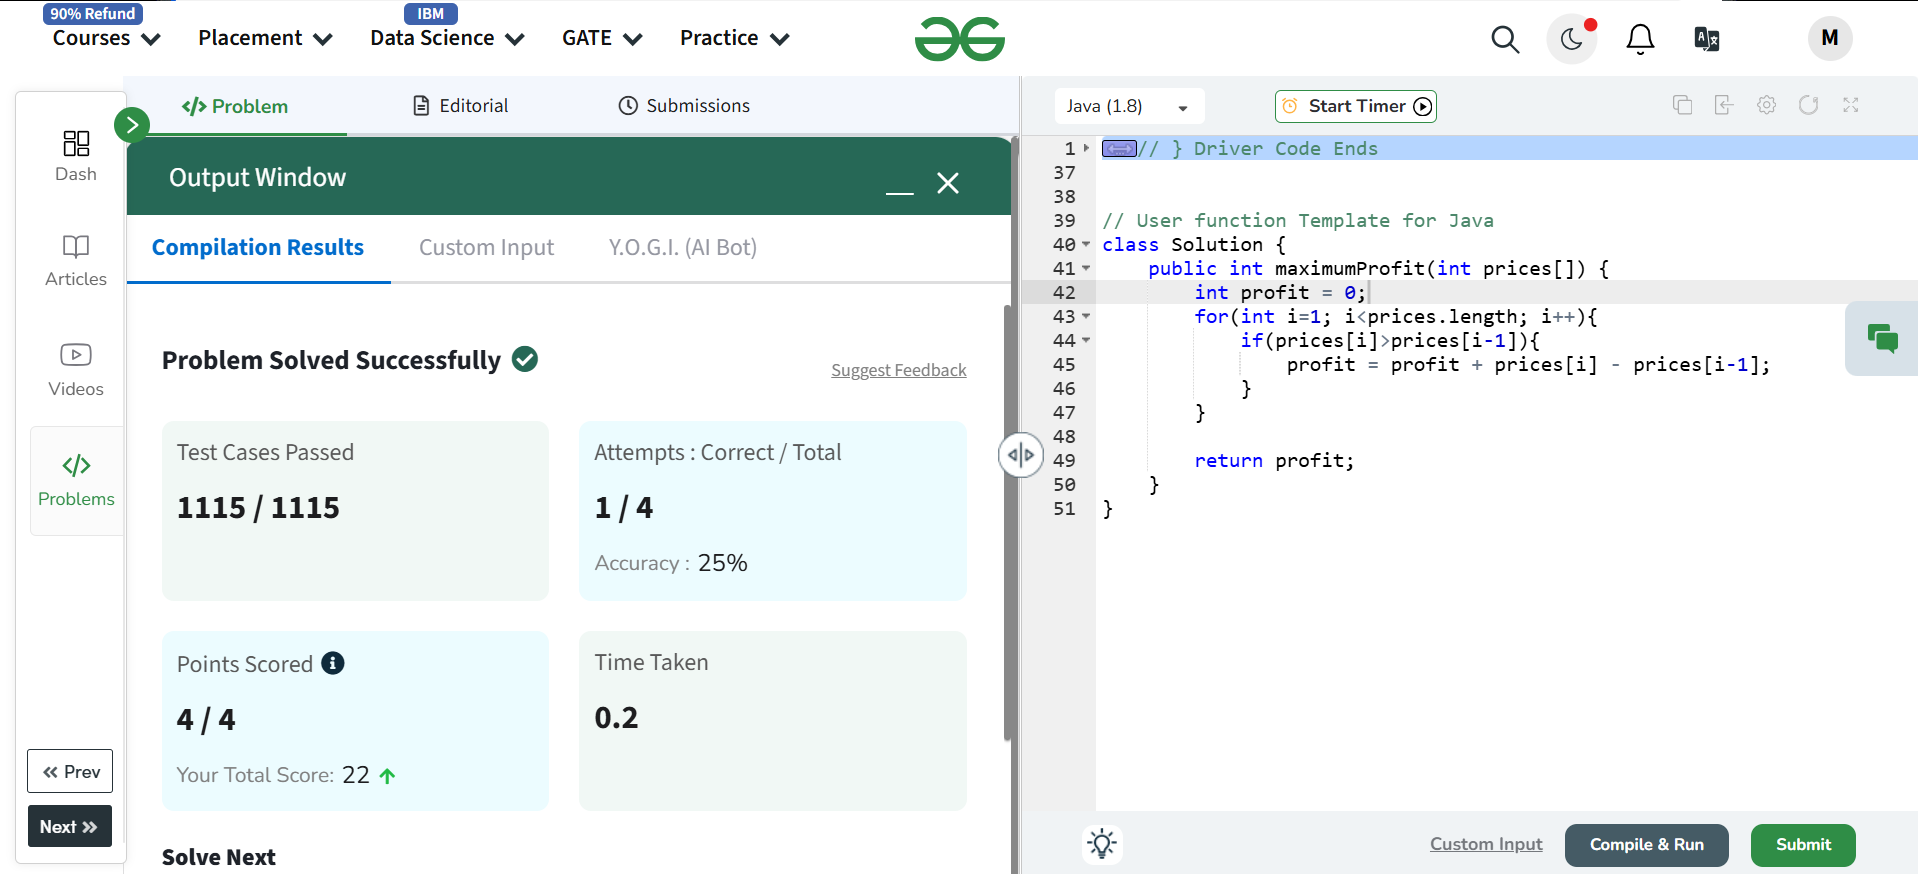 90% Refund
IBM
Courses
Placement
Data Science
GATE
Practice
M
Dash
Articles
Videos
</>
Problems
Prev
Next
</> Problem
Editorial
Submissions
Output Window
Compilation Results
Custom Input
Y.O.G.I. (AI Bot)
Problem Solved Successfully
Suggest Feedback
Test Cases Passed
1115 / 1115
Attempts : Correct / Total
1 / 4
Accuracy : 25%
Points Scored
4 / 4
Your Total Score: 22
Time Taken
0.2
Solve Next
Java (1.8)
Start Timer
1 // } Driver Code Ends
37
38
39 // User function Template for Java
40 class Solution {
41     public int maximumProfit(int prices[]) {
42         int profit = 0;
43         for(int i=1; i<prices.length; i++){
44             if(prices[i]>prices[i-1]){
45                 profit = profit + prices[i] - prices[i-1];
46             }
47         }
48
49         return profit;
50     }
51 }
Custom Input
Compile & Run
Submit